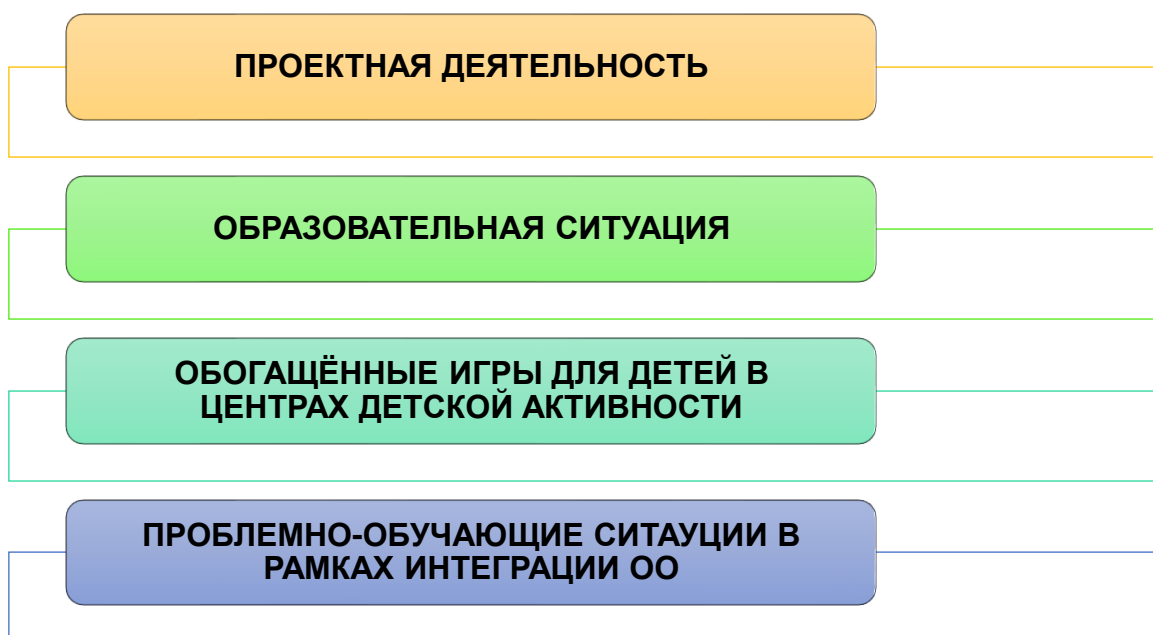 ПРОЕКТНАЯ ДЕЯТЕЛЬНОСТЬ
ОБРАЗОВАТЕЛЬНАЯ СИТУАЦИЯ
ОБОГАЩЁННЫЕ ИГРЫ ДЛЯ ДЕТЕЙ В
ЦЕНТРАХ ДЕТСКОЙ АКТИВНОСТИ
ПРОБЛЕМНО-ОБУЧАЮЩИЕ СИТАУЦИИ В
РАМКАХ ИНТЕГРАЦИИ ОО